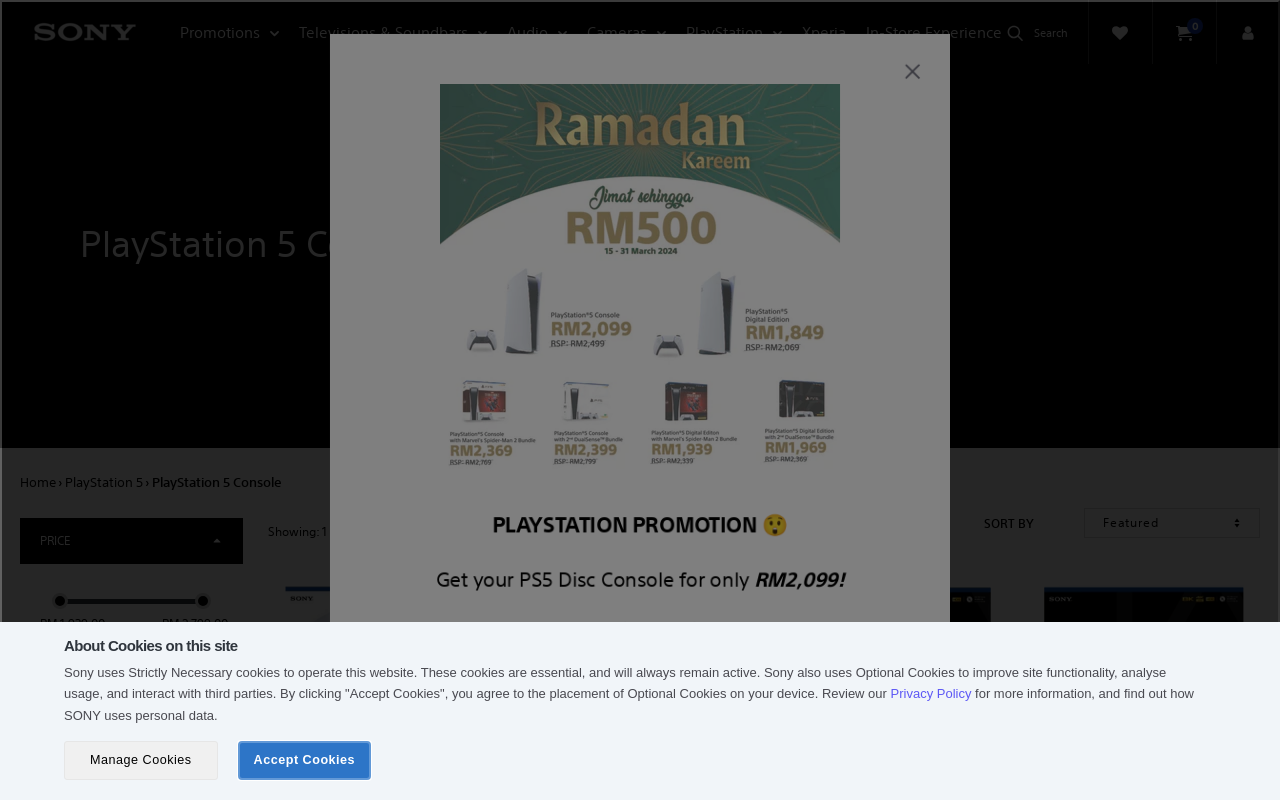 SONY
Promotions
Televisions & Soundbars
Audio
Cameras
PlayStation
Xperia
In-Store Experience
Search
0
Ramadan
Kareem
Jimat sehingga
RM500
15 - 31 March 2024
PlayStation 5 Co
PlayStation®5 Console
RM2,099
RSP: RM2,499
PlayStation®5
Digital Edition
RM1,849
RSP: RM2,069
PlayStation®5 Console
with Marvel's Spider-Man 2 Bundle
RM2,369
RSP: RM2,769
PlayStation®5 Console
with 2ⁿᵈ DualSense™ Bundle
RM2,399
RSP: RM2,799
PlayStation®5 Digital Edition
with Marvel's Spider-Man 2 Bundle
RM1,939
RSP: RM2,339
PlayStation®5 Digital Edition
with 2ⁿᵈ DualSense™ Bundle
RM1,969
RSP: RM2,369
Home › PlayStation 5 › PlayStation 5 Console
PRICE
Showing: 1
SORT BY
Featured
PLAYSTATION PROMOTION 😲
Get your PS5 Disc Console for only RM2,099!
SONY
SONY
About Cookies on this site
Sony uses Strictly Necessary cookies to operate this website. These cookies are essential, and will always remain active. Sony also uses Optional Cookies to improve site functionality, analyse
usage, and interact with third parties. By clicking "Accept Cookies", you agree to the placement of Optional Cookies on your device. Review our Privacy Policy for more information, and find out how
SONY uses personal data.
Manage Cookies
Accept Cookies